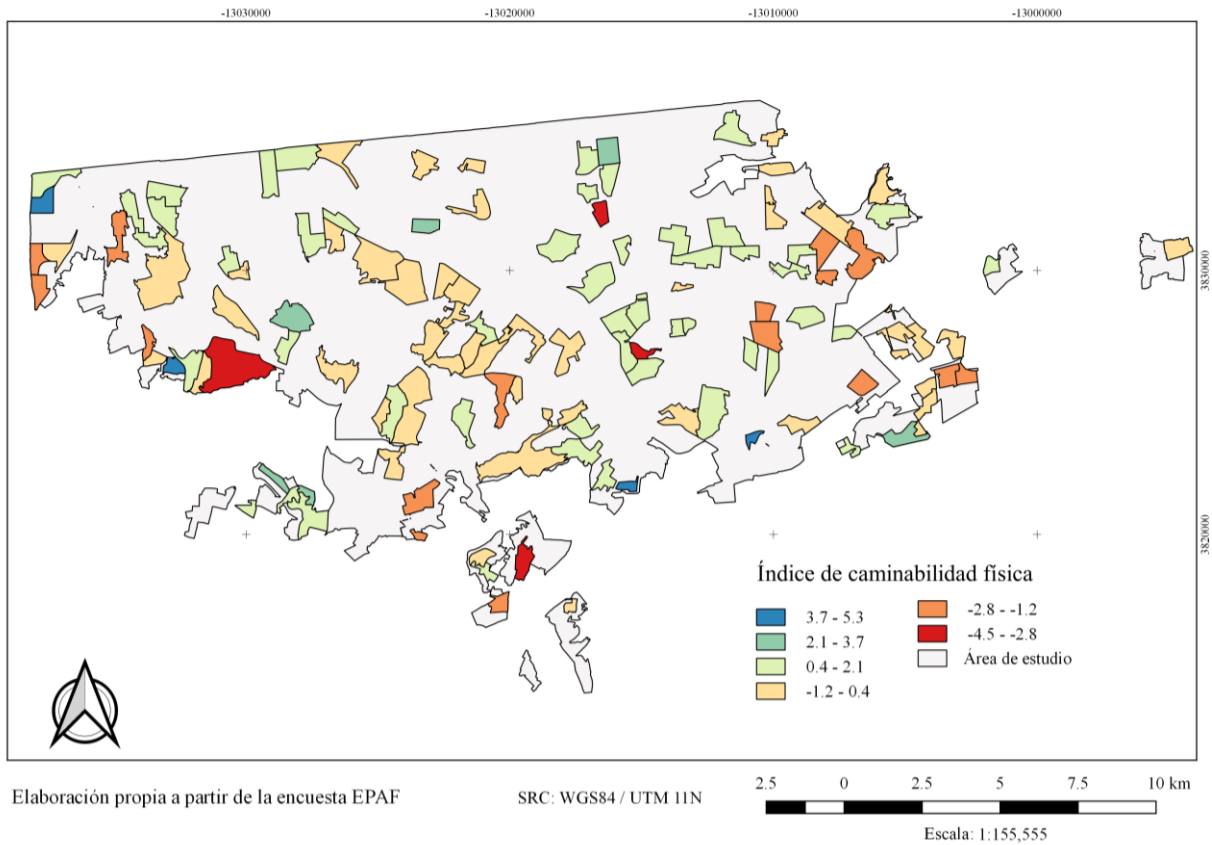 -13030000 -13020000 -13010000 -13000000
3830000
3820000
Índice de caminabilidad física
3.7 - 5.3
2.1 - 3.7
0.4 - 2.1
-1.2 - 0.4
-2.8 - -1.2
-4.5 - -2.8
Área de estudio
Elaboración propia a partir de la encuesta EPAF
SRC: WGS84 / UTM 11N
2.5 0 2.5 5 7.5 10 km
Escala: 1:155,555